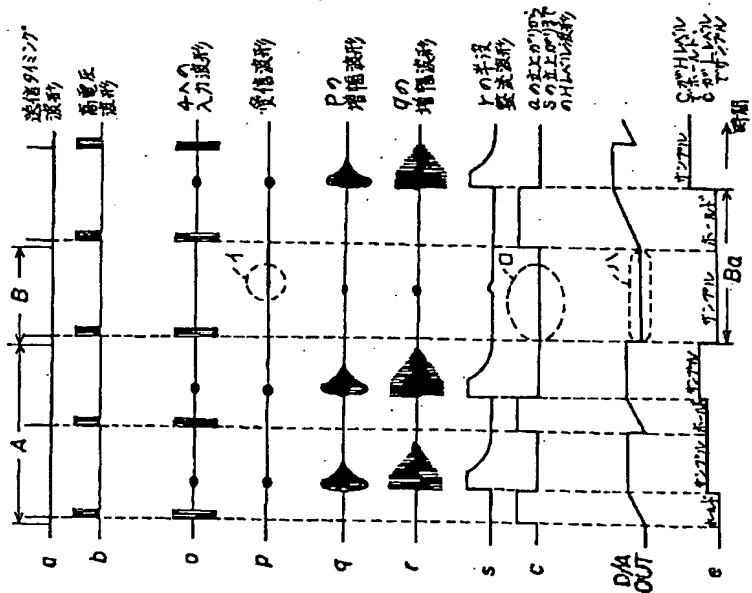 A
B
a
送信タイミング
波形
b
高電圧
波形
o
4への
入力波形
p
イ
受信波形
q
pの
増幅波形
r
qの
増幅波形
s
rの半波
整流波形
c
ロ
aの立上がりから
sの立上がりまで
のHレベル波形
D/A
OUT
ハ
e
ホールド
サンプル
ホールド
サンプル
サンプル
ホールド
サンプル
CがHレベル
でホールド、
CがLレベル
でサンプル
Ba
時間